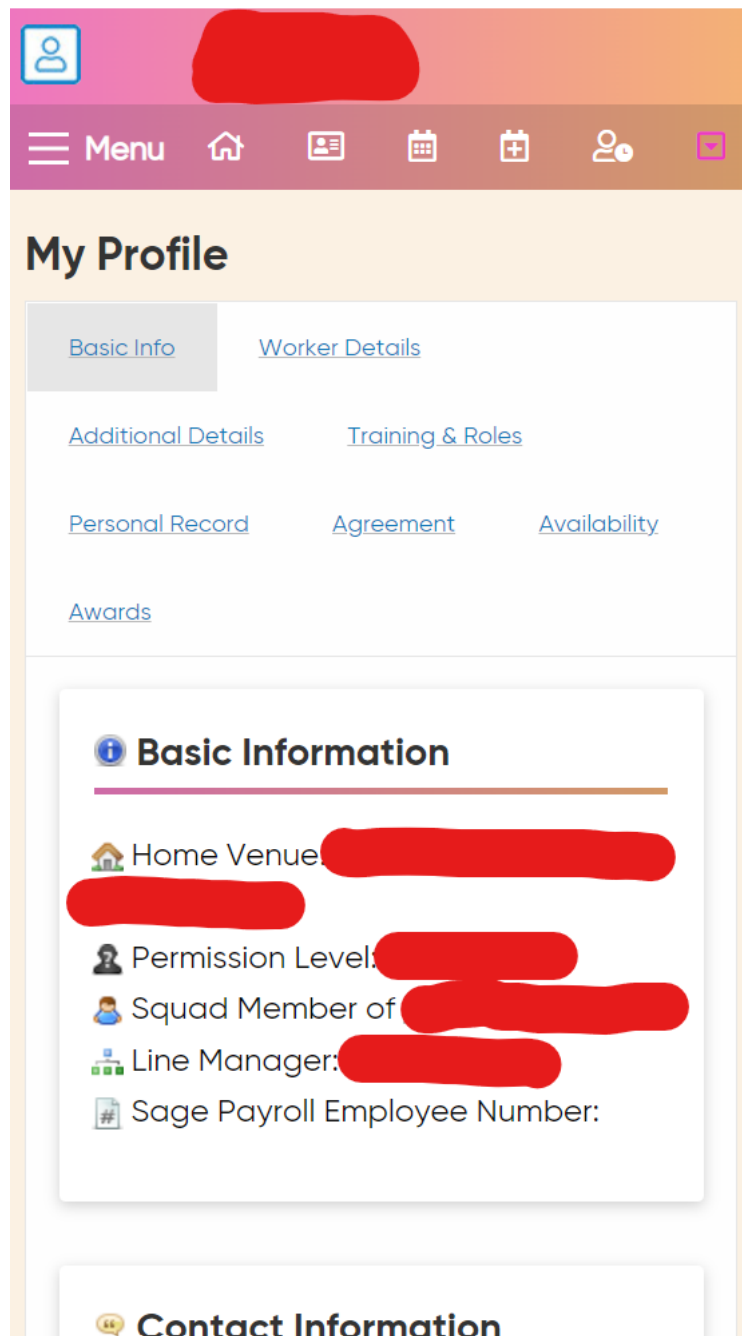 Menu
My Profile
Basic Info Worker Details
Additional Details Training & Roles
Personal Record Agreement Availability
Awards
Basic Information
Home Venue:
Permission Level:
Squad Member of
Line Manager:
Sage Payroll Employee Number:
Contact Information